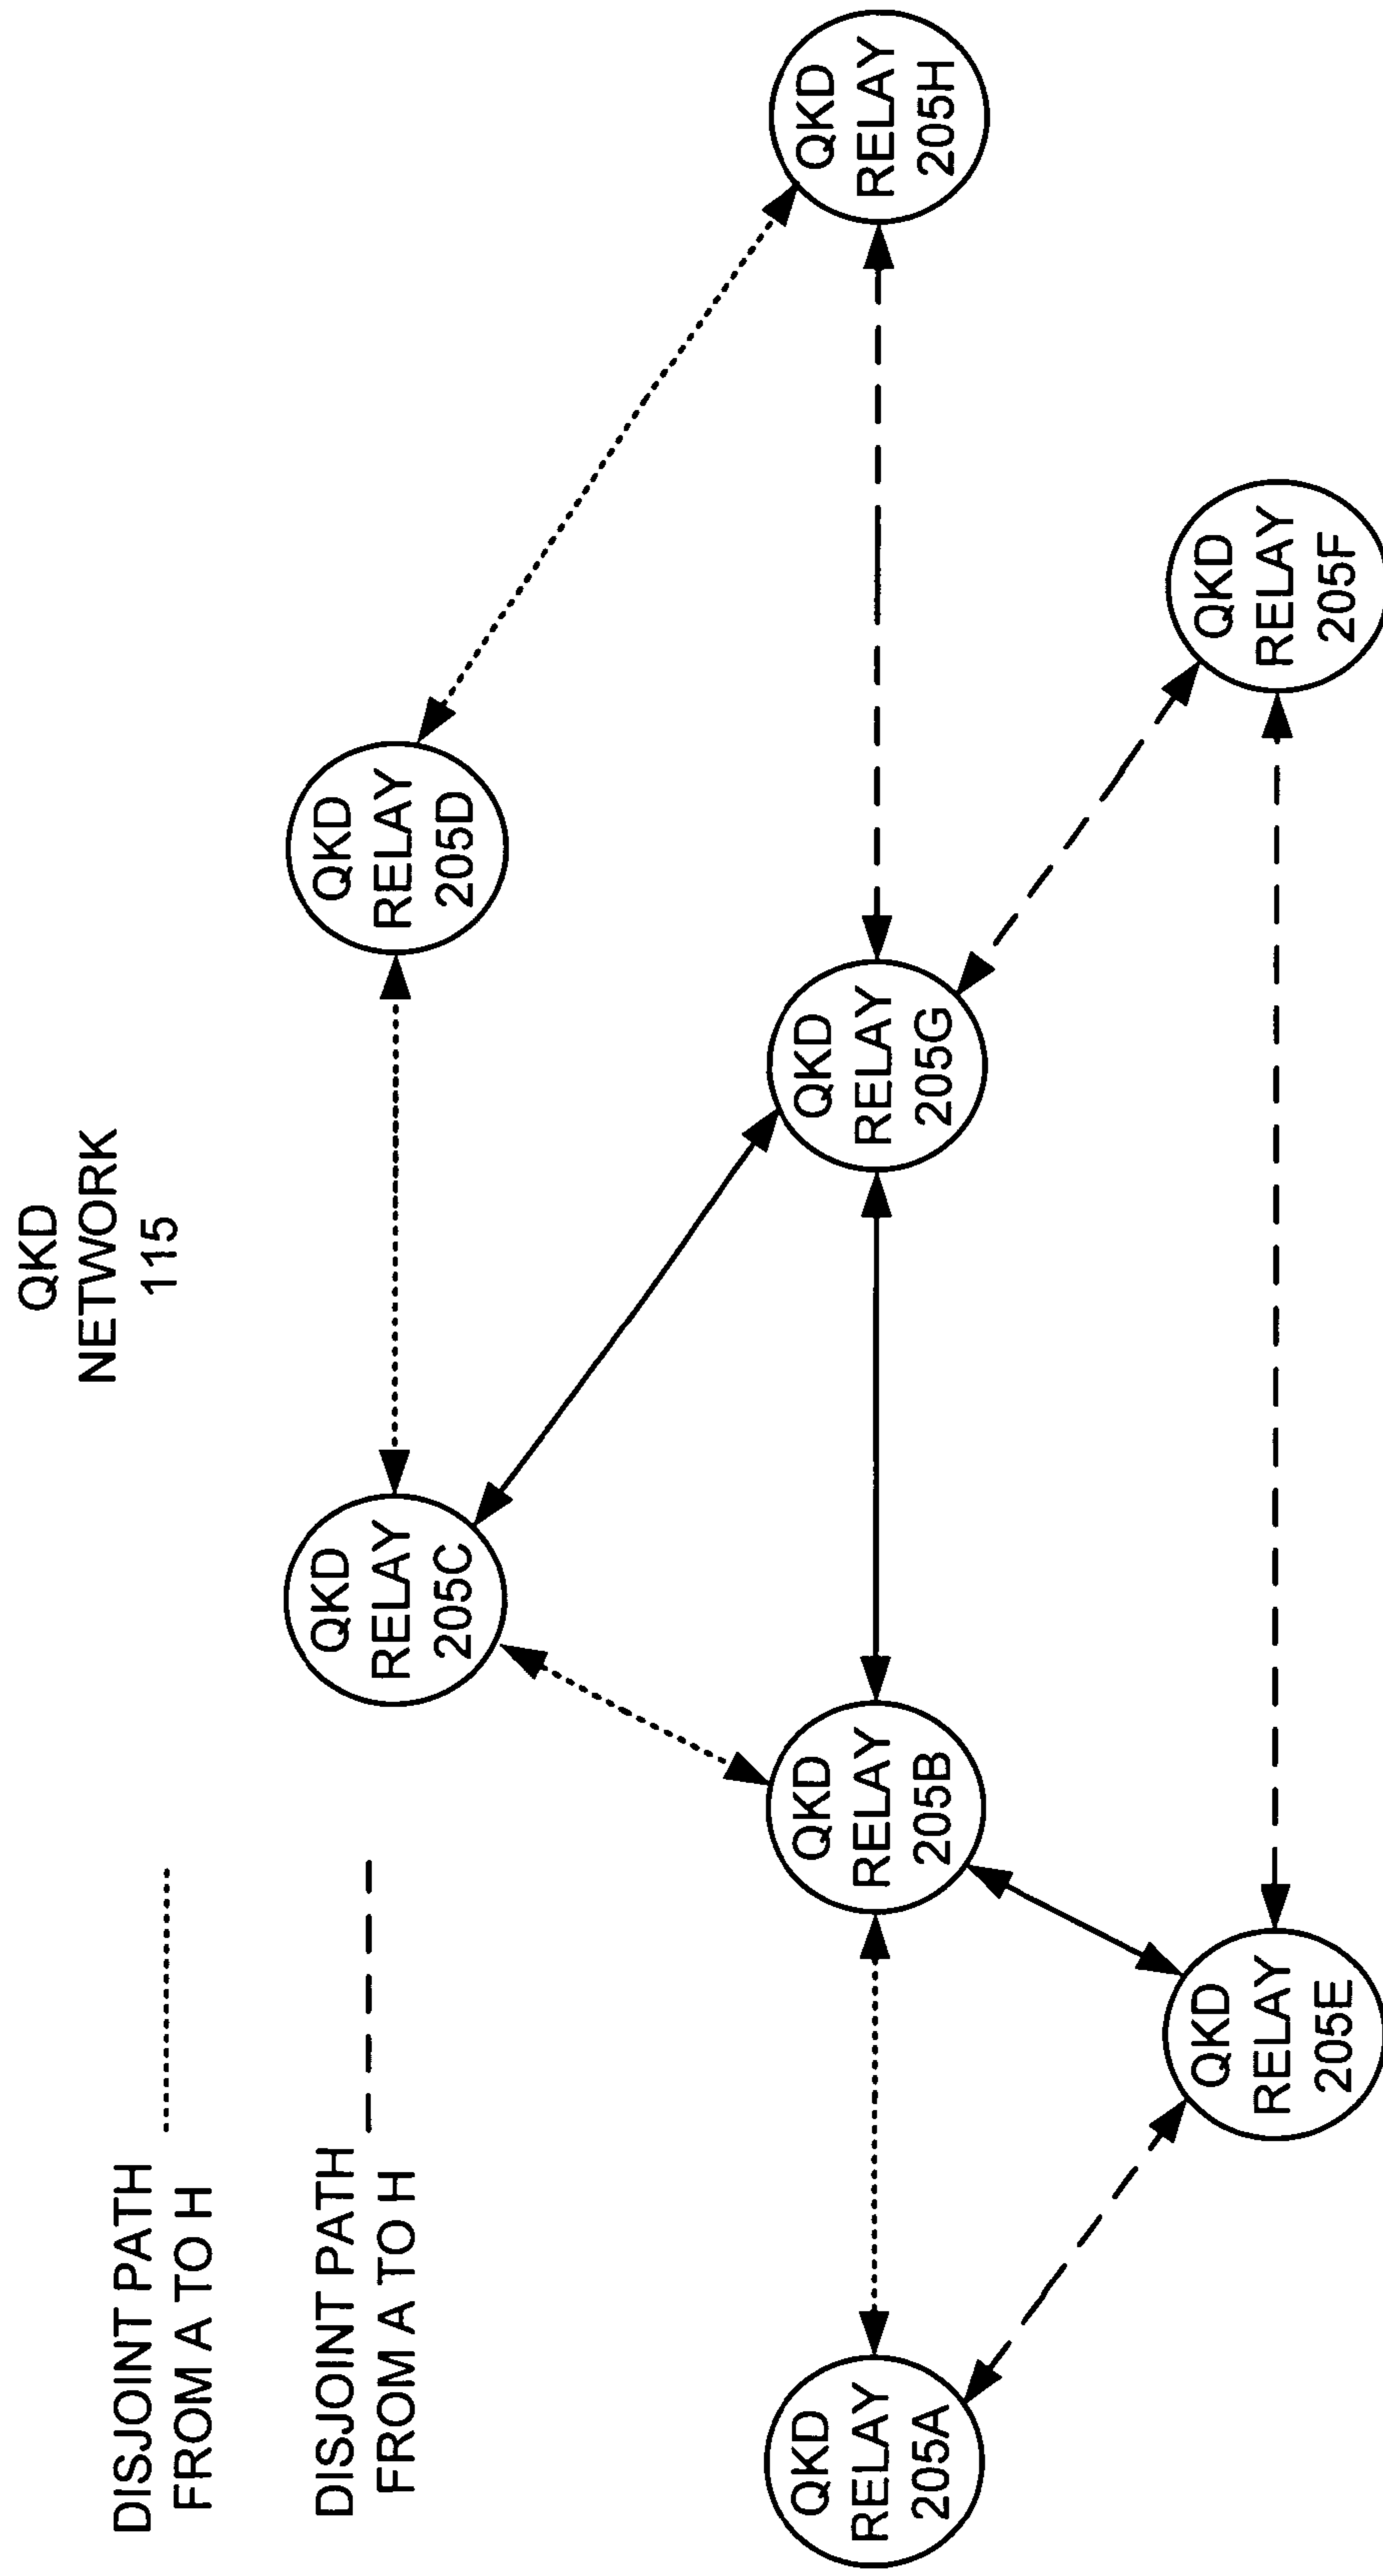 QKD
NETWORK
115
DISJOINT PATH
FROM A TO H
DISJOINT PATH
FROM A TO H
QKD
RELAY
205C
QKD
RELAY
205D
QKD
RELAY
205A
QKD
RELAY
205B
QKD
RELAY
205G
QKD
RELAY
205H
QKD
RELAY
205E
QKD
RELAY
205F